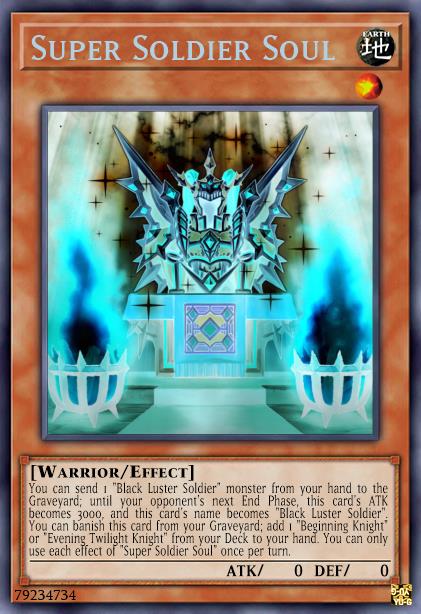 SUPER SOLDIER SOUL
EARTH
地
[WARRIOR/EFFECT]
You can send 1 "Black Luster Soldier" monster from your hand to the
Graveyard; until your opponent's next End Phase, this card's ATK
becomes 3000, and this card's name becomes "Black Luster Soldier".
You can banish this card from your Graveyard; add 1 "Beginning Knight"
or "Evening Twilight Knight" from your Deck to your hand. You can only
use each effect of "Super Soldier Soul" once per turn.
ATK/ 0 DEF/ 0
79234734